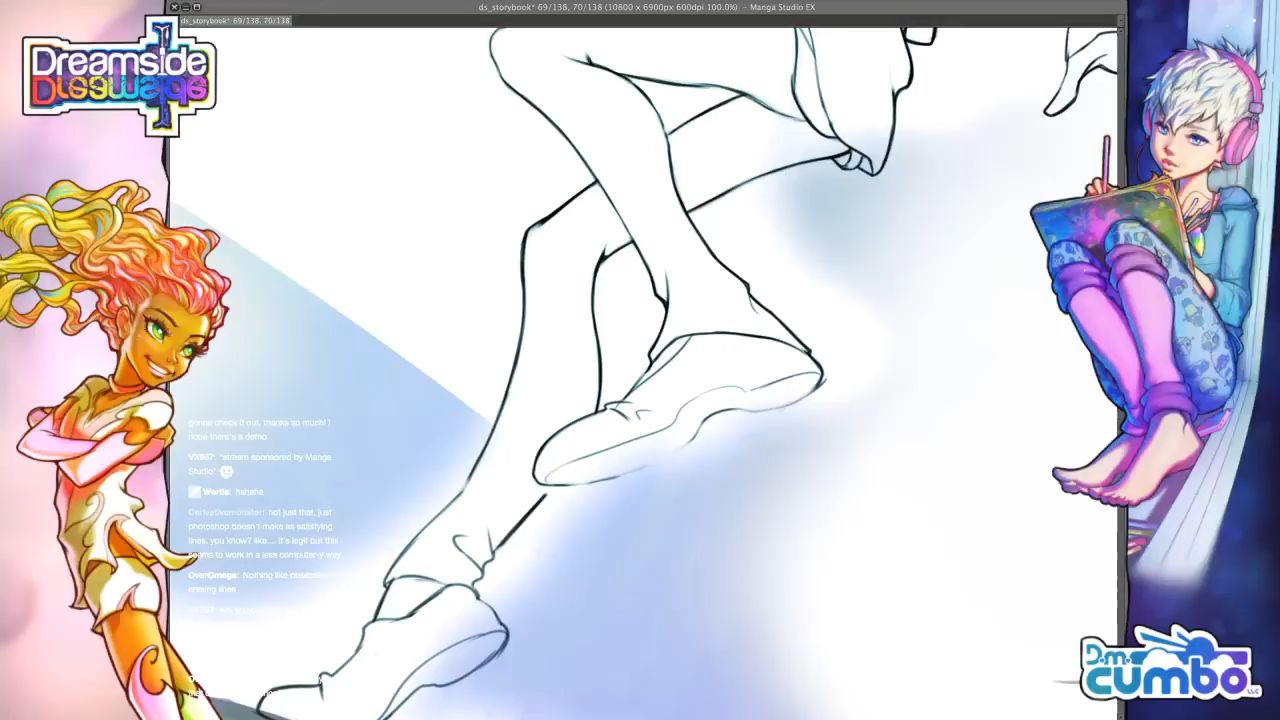 ds_storybook* 69/138, 70/138 (10800 x 6900px 600dpi 100.0%) - Manga Studio EX
ds_storybook* 69/138, 70/138
Dreamside
gonna check it out, thanks so much! I
hope there's a demo
VX987: "stream sponsored by Manga
Studio"
Wertle: hahaha
not just that, just
photoshop doesn't make as satisfying
lines, you know? like.... it's legit but this
seems to work in a less computer-y way
OverOmega: Nothing like
erasing lines
D.m.
cumbo
LLC